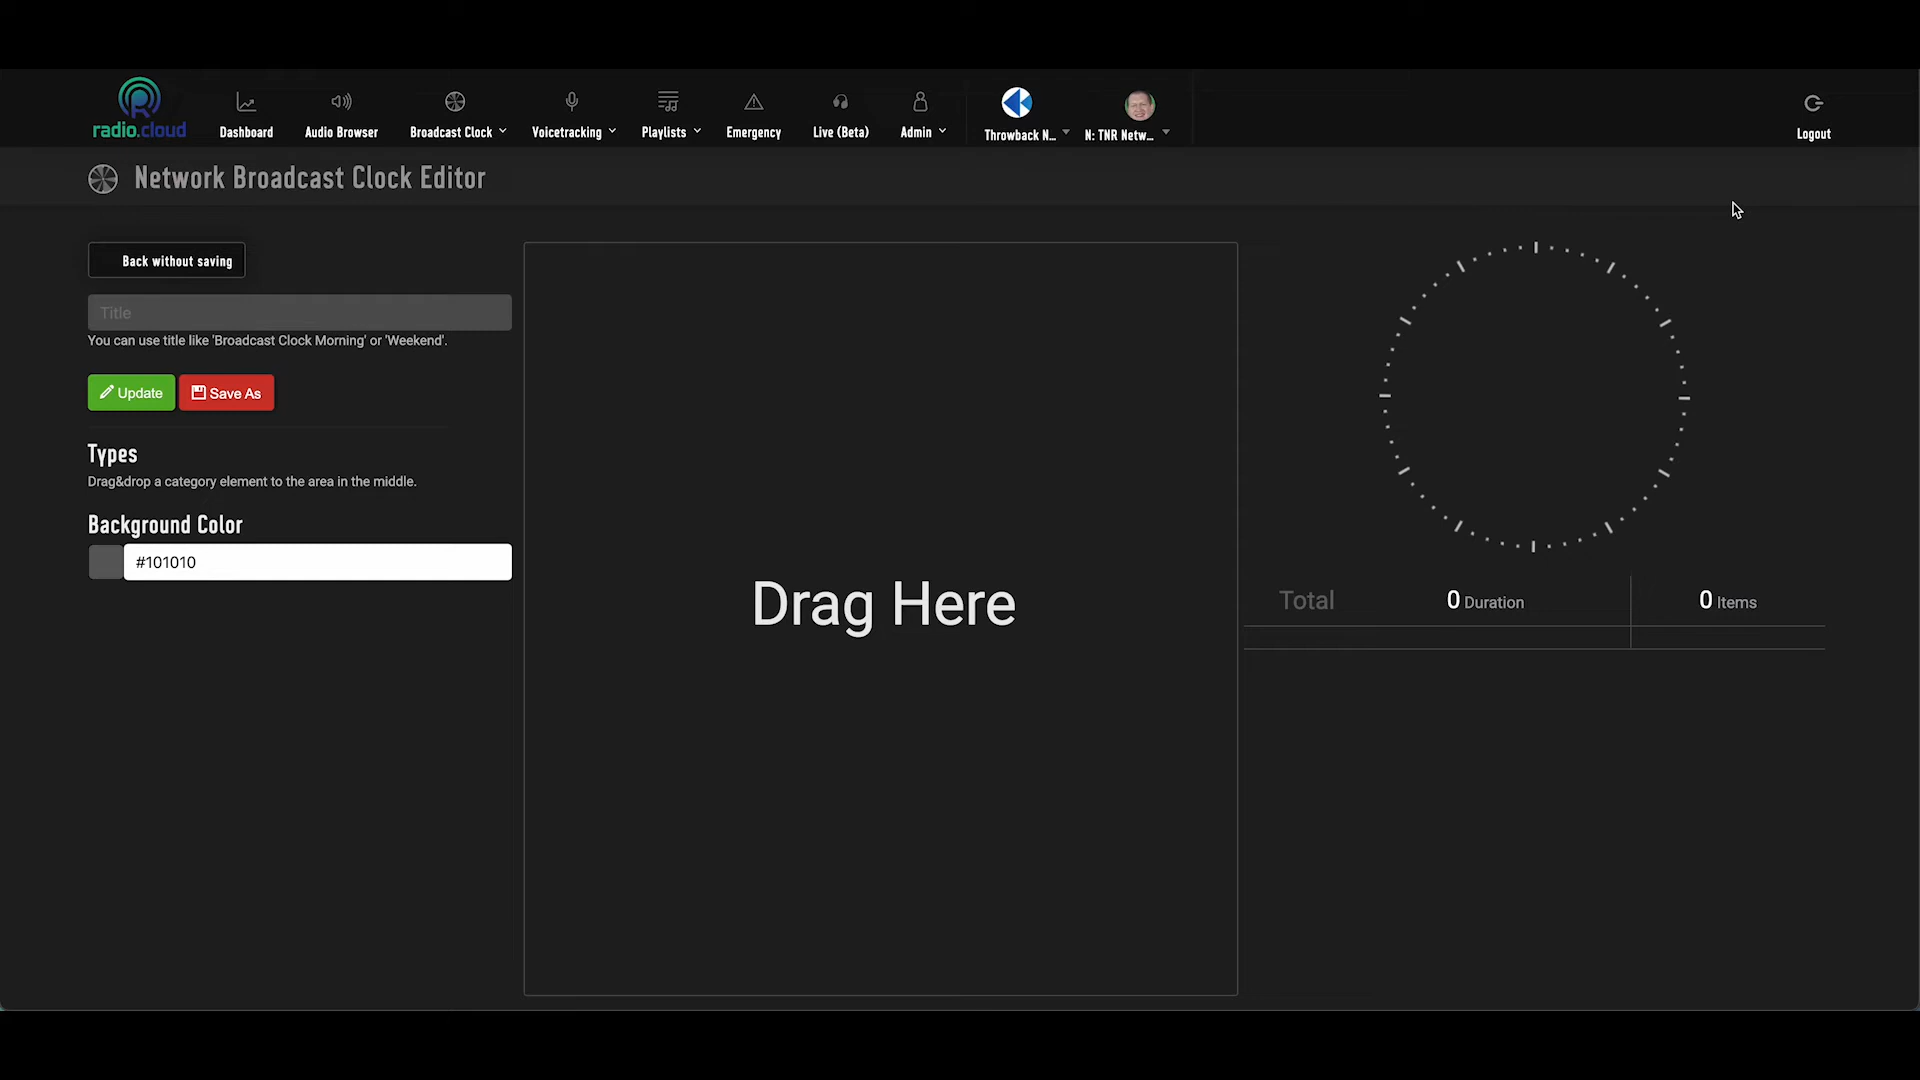 radio.cloud
Dashboard
Audio Browser
Broadcast Clock
Voicetracking
Playlists
Emergency
Live (Beta)
Admin
Throwback N...
N: TNR Netw...
Logout
Network Broadcast Clock Editor
Back without saving
Title
You can use title like 'Broadcast Clock Morning' or 'Weekend'.
Update
Save As
Types
Drag&drop a category element to the area in the middle.
Background Color
#101010
Drag Here
Total
0 Duration
0 Items